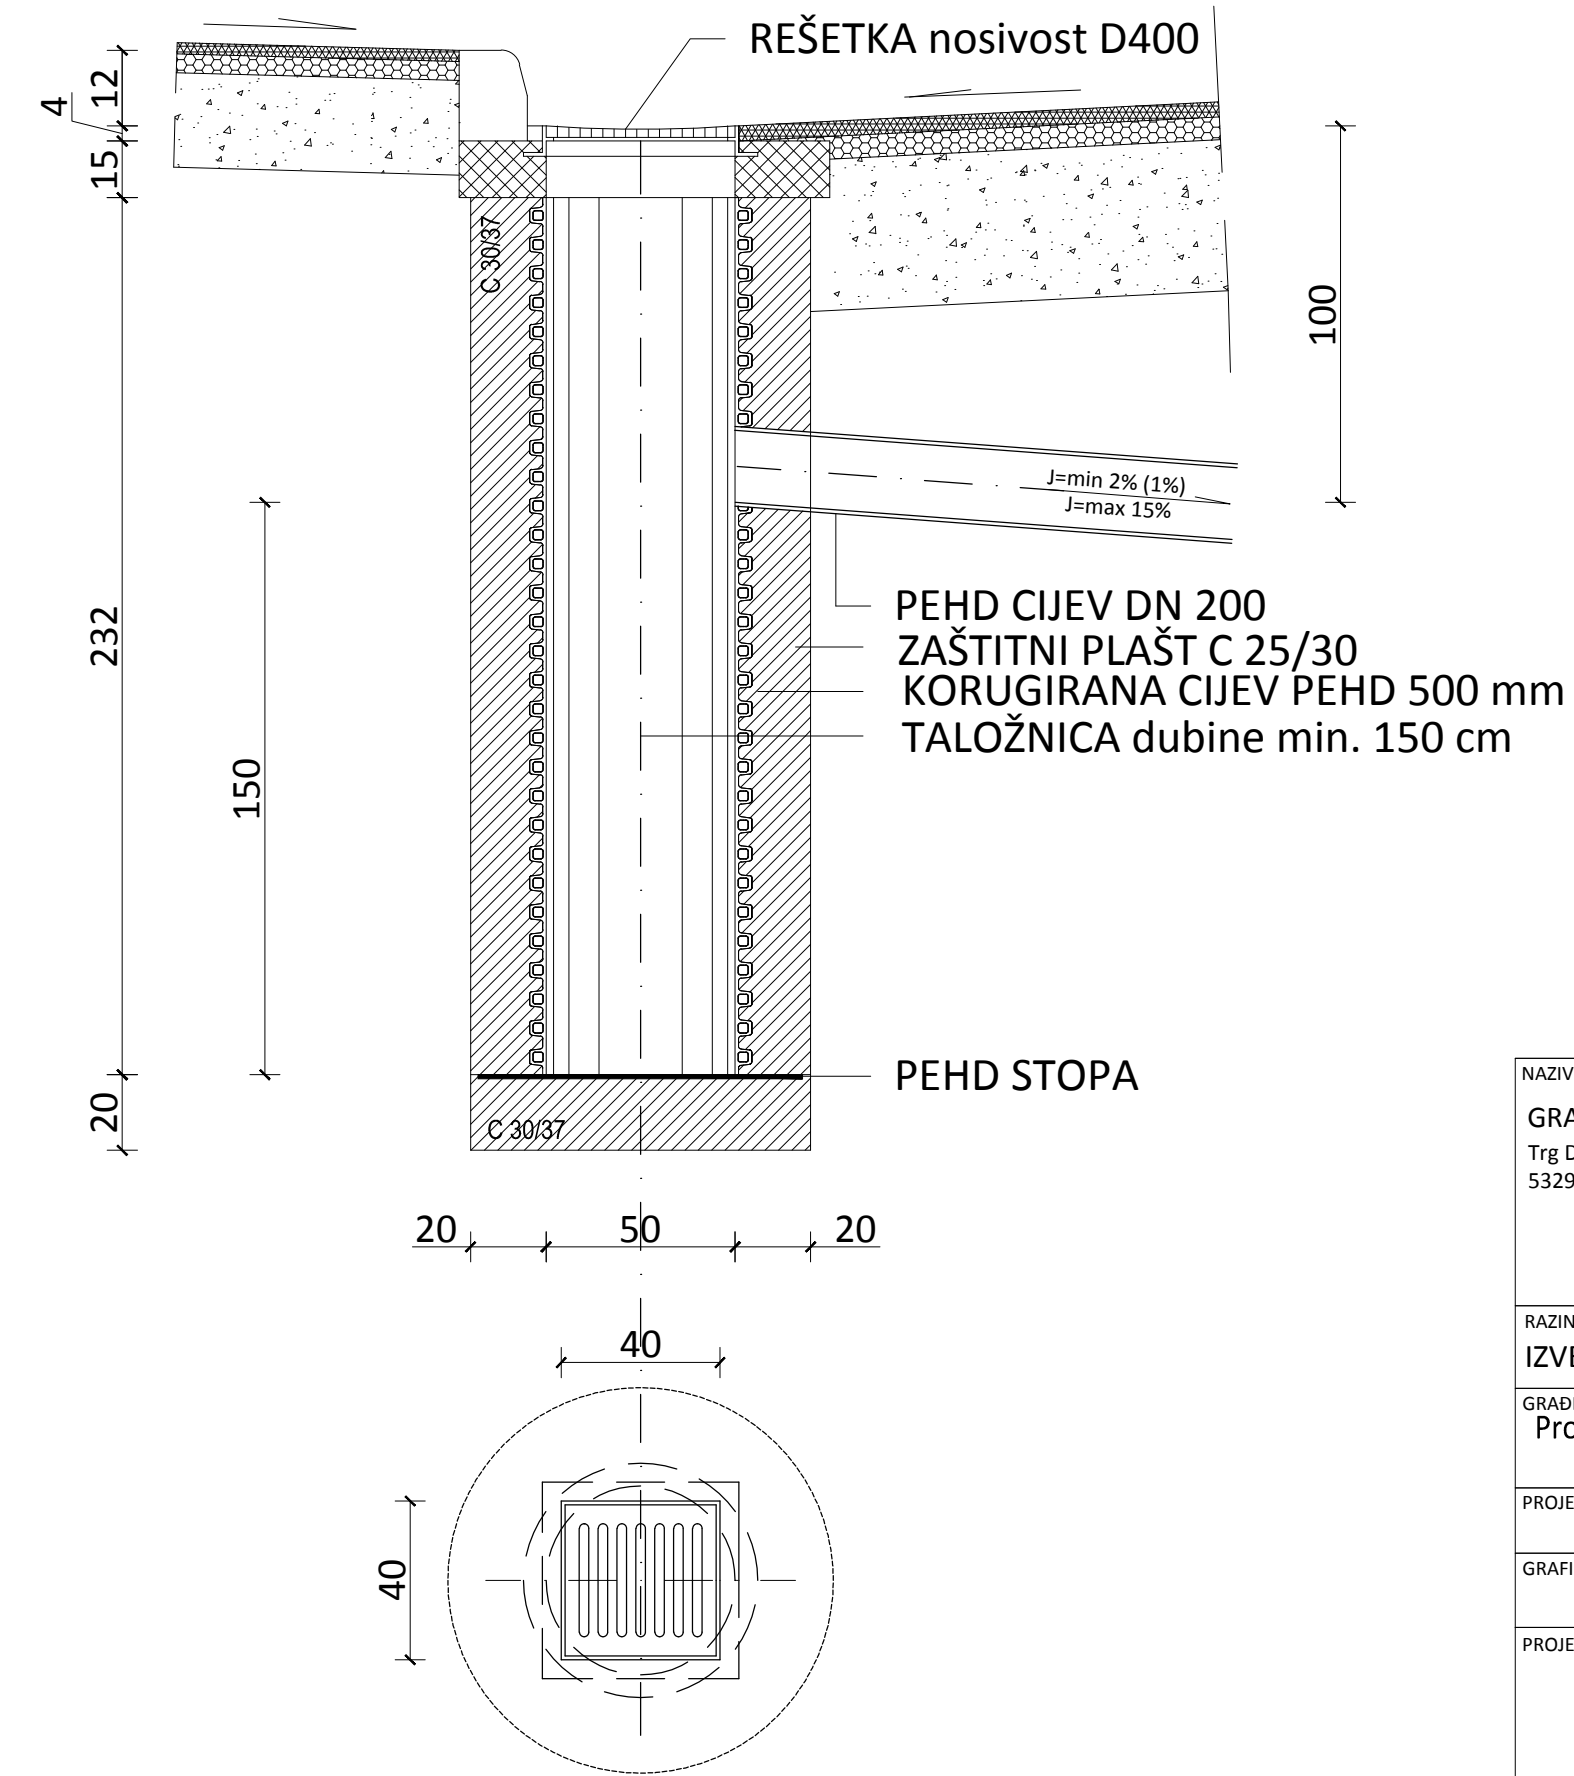 REŠETKA nosivost D400
12
4
15
C 30/37
100
J=min 2% (1%)
J=max 15%
232
150
PEHD CIJEV DN 200
ZAŠTITNI PLAŠT C 25/30
KORUGIRANA CIJEV PEHD 500 mm
TALOŽNICA dubine min. 150 cm
PEHD STOPA
20
C 30/37
20
50
20
40
40
NAZIV
GRA
Trg D
5329
RAZIN
IZVE
GRAĐ
Pro
PROJE
GRAFI
PROJE